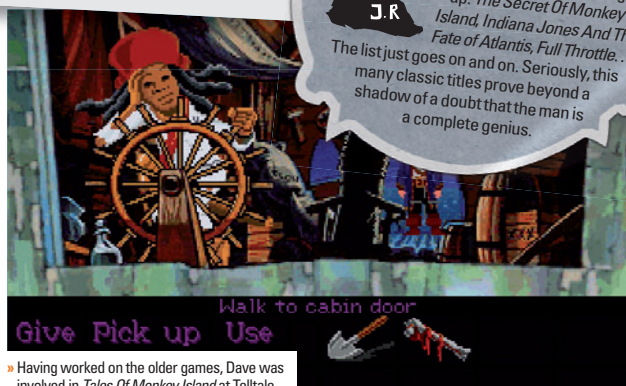 J.R
up. The Secret Of Monkey
Island, Indiana Jones And Th
Fate of Atlantis, Full Throttle...
The list just goes on and on. Seriously, this
many classic titles prove beyond a
shadow of a doubt that the man is
a complete genius.
Walk to cabin door
Give Pick up Use
» Having worked on the older games, Dave was
involved in Tales Of Monkey Island at Telltale